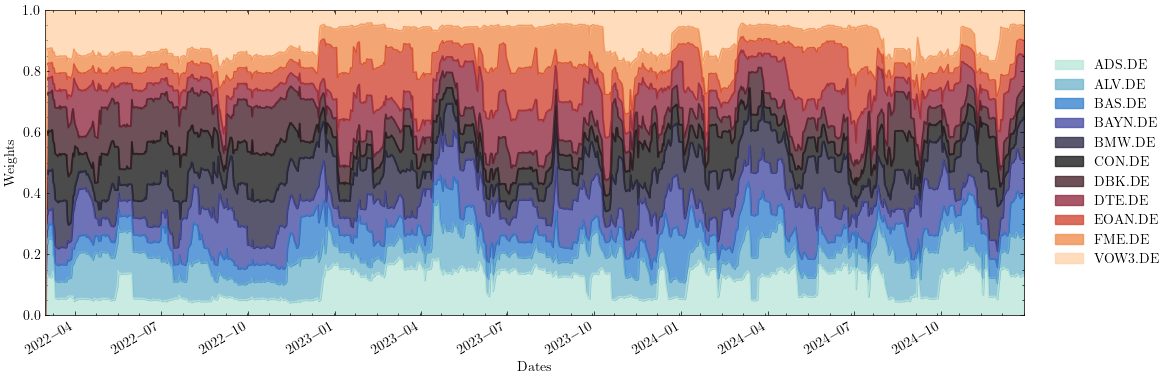 1.0
0.8
0.6
0.4
0.2
0.0
Weights
2022−04
2022−07
2022−10
2023−01
2023−04
2023−07
2023−10
2024−01
2024−04
2024−07
2024−10
Dates
ADS.DE
ALV.DE
BAS.DE
BAYN.DE
BMW.DE
CON.DE
DBK.DE
DTE.DE
EOAN.DE
FME.DE
VOW3.DE